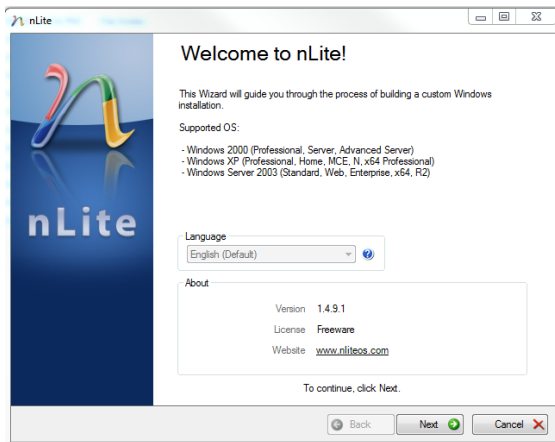 nLite
Welcome to nLite!
This Wizard will guide you through the process of building a custom Windows
installation.
Supported OS:
- Windows 2000 (Professional, Server, Advanced Server)
- Windows XP (Professional, Home, MCE, N, x64 Professional)
- Windows Server 2003 (Standard, Web, Enterprise, x64, R2)
nLite
Language
English (Default)
About
Version 1.4.9.1
License Freeware
Website www.nliteos.com
To continue, click Next.
Back Next Cancel